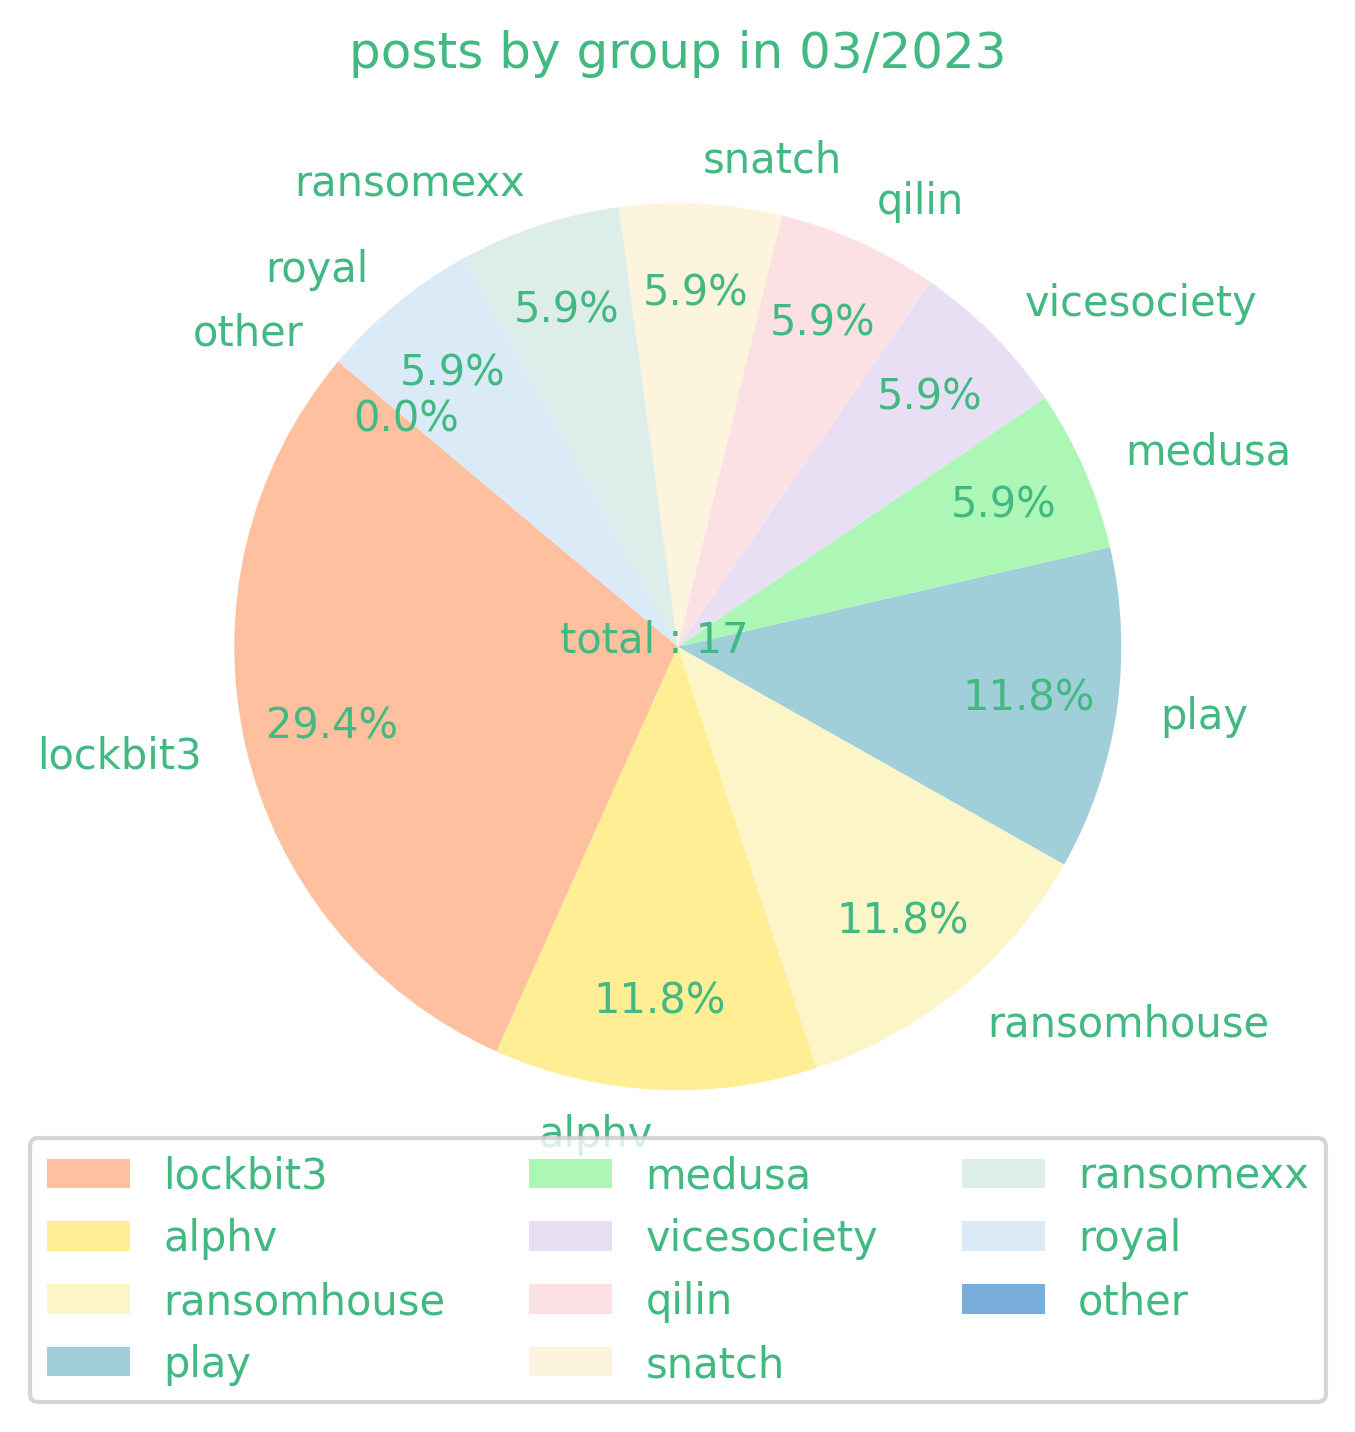 posts by group in 03/2023
snatch
ransomexx
qilin
royal
vicesociety
other
5.9%
5.9%
5.9%
5.9%
5.9%
0.0%
medusa
5.9%
total : 17
11.8%
play
29.4%
lockbit3
11.8%
11.8%
ransomhouse
alphv
lockbit3
alphv
ransomhouse
play
medusa
vicesociety
qilin
snatch
ransomexx
royal
other